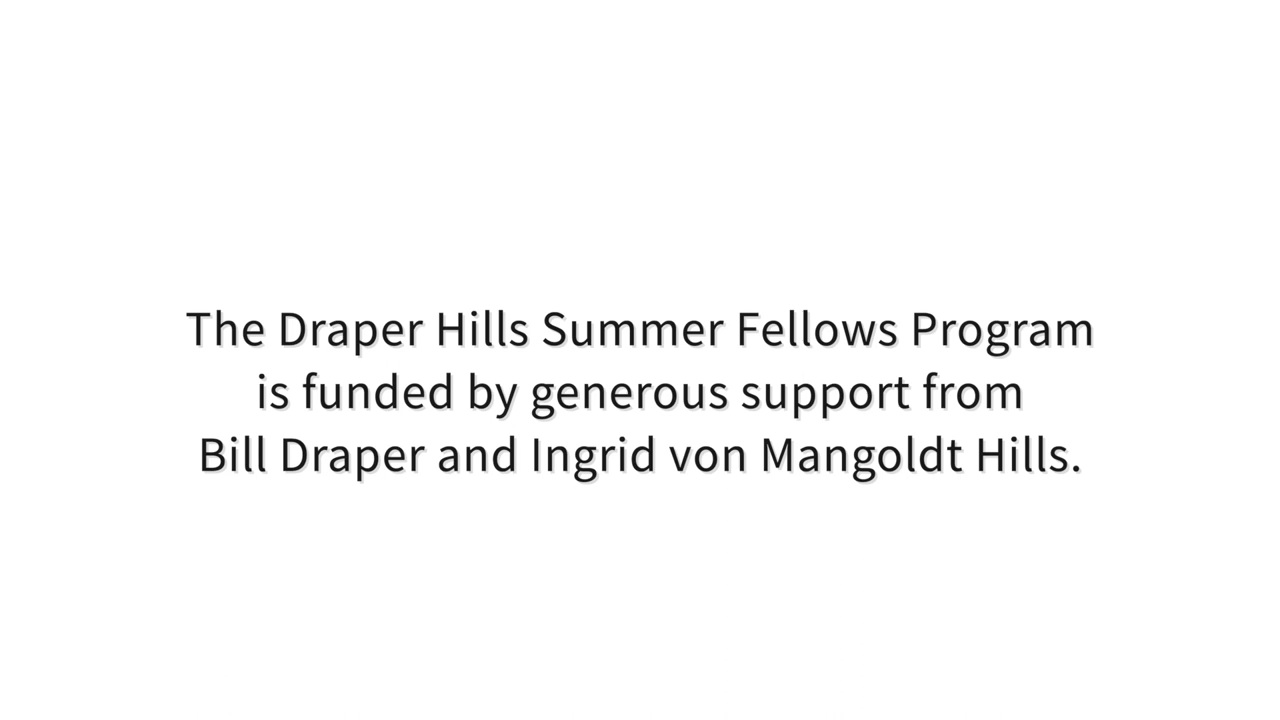 The Draper Hills Summer Fellows Program
is funded by generous support from
Bill Draper and Ingrid von Mangoldt Hills.